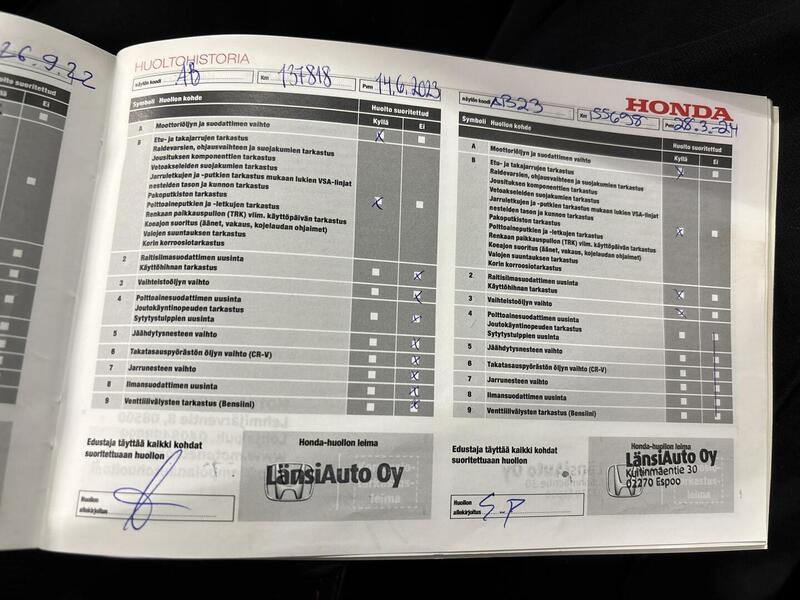 26.9.22
Ei
HUOLTOHISTORIA
näytön koodi AB Km 137818 Pvm 14.6.2023
Symboli Huollon kohde Huolto suoritettud
Kyllä Ei
A Moottoriöljyn ja suodattimen vaihto
B Etu- ja takajarrujen tarkastus
Raidevarsien, ohjausvaihteen ja suojakumien tarkastus
Jousituksen komponenttien tarkastus
Vetoakseleiden suojakumien tarkastus
Jarruletkujen ja -putkien tarkastus mukaan lukien VSA-linjat
nesteiden tason ja kunnon tarkastus
Pakoputkiston tarkastus
Polttoaineputkien ja -letkujen tarkastus
Renkaan paikkauspullon (TRK) viim. käyttöpäivän tarkastus
Koeajon suoritus (äänet, vakaus, kojelaudan ohjaimet)
Valojen suuntauksen tarkastus
Korin korroosiotarkastus
2 Raitisilmasuodattimen uusinta
Käyttöhihnan tarkastus
3 Vaihteistoöljyn vaihto
4 Polttoainesuodattimen uusinta
Joutokäyntinopeuden tarkastus
Sytytystulppien uusinta
5 Jäähdytysnesteen vaihto
6 Takatasauspyörästön öljyn vaihto (CR-V)
7 Jarrunesteen vaihto
8 Ilmansuodattimen uusinta
9 Venttiilivälysten tarkastus (Bensiini)
Edustaja täyttää kaikki kohdat
suoritettuaan huollon
Honda-huollon leima
LänsiAuto Oy
Huollon
allekirjoitus
HONDA
näytön koodi AB23 Km 155698 Pvm 28.3-24
Symboli Huollon kohde Huolto suoritettud
Kyllä Ei
A Moottoriöljyn ja suodattimen vaihto
B Etu- ja takajarrujen tarkastus
Raidevarsien, ohjausvaihteen ja suojakumien tarkastus
Jousituksen komponenttien tarkastus
Vetoakseleiden suojakumien tarkastus
Jarruletkujen ja -putkien tarkastus mukaan lukien VSA-linjat
nesteiden tason ja kunnon tarkastus
Pakoputkiston tarkastus
Polttoaineputkien ja -letkujen tarkastus
Renkaan paikkauspullon (TRK) viim. käyttöpäivän tarkastus
Koeajon suoritus (äänet, vakaus, kojelaudan ohjaimet)
Valojen suuntauksen tarkastus
Korin korroosiotarkastus
2 Raitisilmasuodattimen uusinta
Käyttöhihnan tarkastus
3 Vaihteistoöljyn vaihto
4 Polttoainesuodattimen uusinta
Joutokäyntinopeuden tarkastus
Sytytystulppien uusinta
5 Jäähdytysnesteen vaihto
6 Takatasauspyörästön öljyn vaihto (CR-V)
7 Jarrunesteen vaihto
8 Ilmansuodattimen uusinta
9 Venttiilivälysten tarkastus (Bensiini)
Edustaja täyttää kaikki kohdat
suoritettuaan huollon
Honda-huollon leima
LänsiAuto Oy
Kuitinmäentie 30
02270 Espoo
Huollon
allekirjoitus S.P